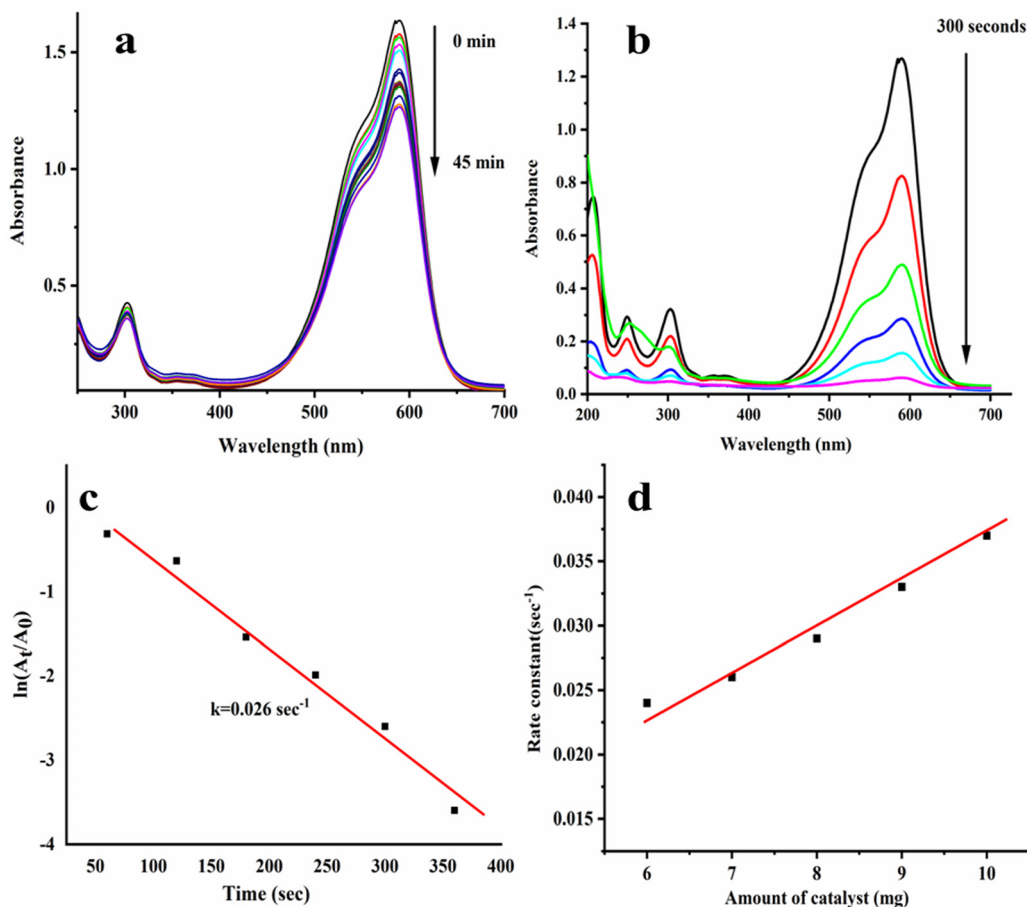 a
0 min
45 min
1.5
1.0
0.5
300 400 500 600 700
Absorbance
Wavelength (nm)
b
300 seconds
1.4
1.2
1.0
0.8
0.6
0.4
0.2
0.0
200 300 400 500 600 700
Absorbance
Wavelength (nm)
c
0
-1
-2
-3
-4
k=0.026 sec-1
50 100 150 200 250 300 350 400
ln(At/A0)
Time (sec)
d
0.040
0.035
0.030
0.025
0.020
0.015
6 7 8 9 10
Rate constant(sec-1)
Amount of catalyst (mg)